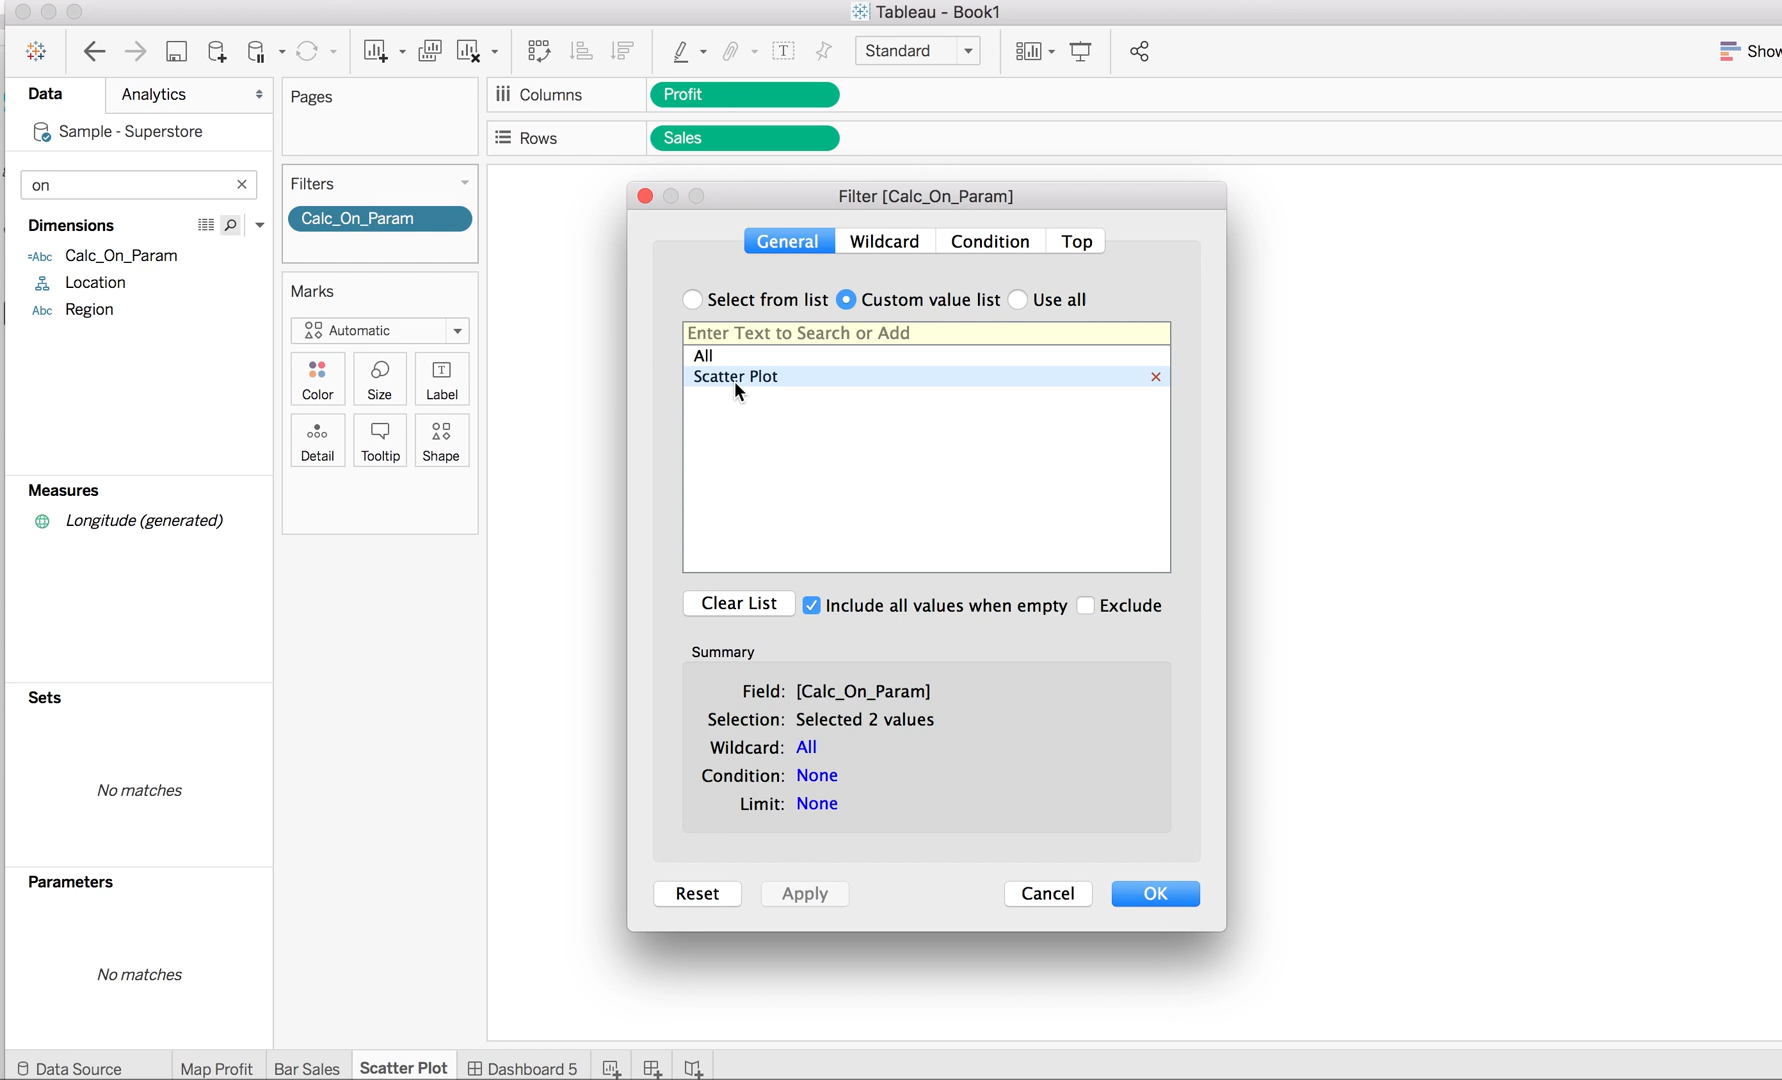 Tableau - Book1
Standard
Show
Data
Analytics
Sample - Superstore
on
Dimensions
=Abc Calc_On_Param
Location
Abc Region
Measures
Longitude (generated)
Sets
No matches
Parameters
No matches
Pages
Filters
Calc_On_Param
Marks
Automatic
Color
Size
Label
Detail
Tooltip
Shape
Columns
Profit
Rows
Sales
Filter [Calc_On_Param]
General
Wildcard
Condition
Top
Select from list
Custom value list
Use all
Enter Text to Search or Add
All
Scatter Plot
Clear List
Include all values when empty
Exclude
Summary
Field: [Calc_On_Param]
Selection: Selected 2 values
Wildcard: All
Condition: None
Limit: None
Reset
Apply
Cancel
OK
Data Source
Map Profit
Bar Sales
Scatter Plot
Dashboard 5